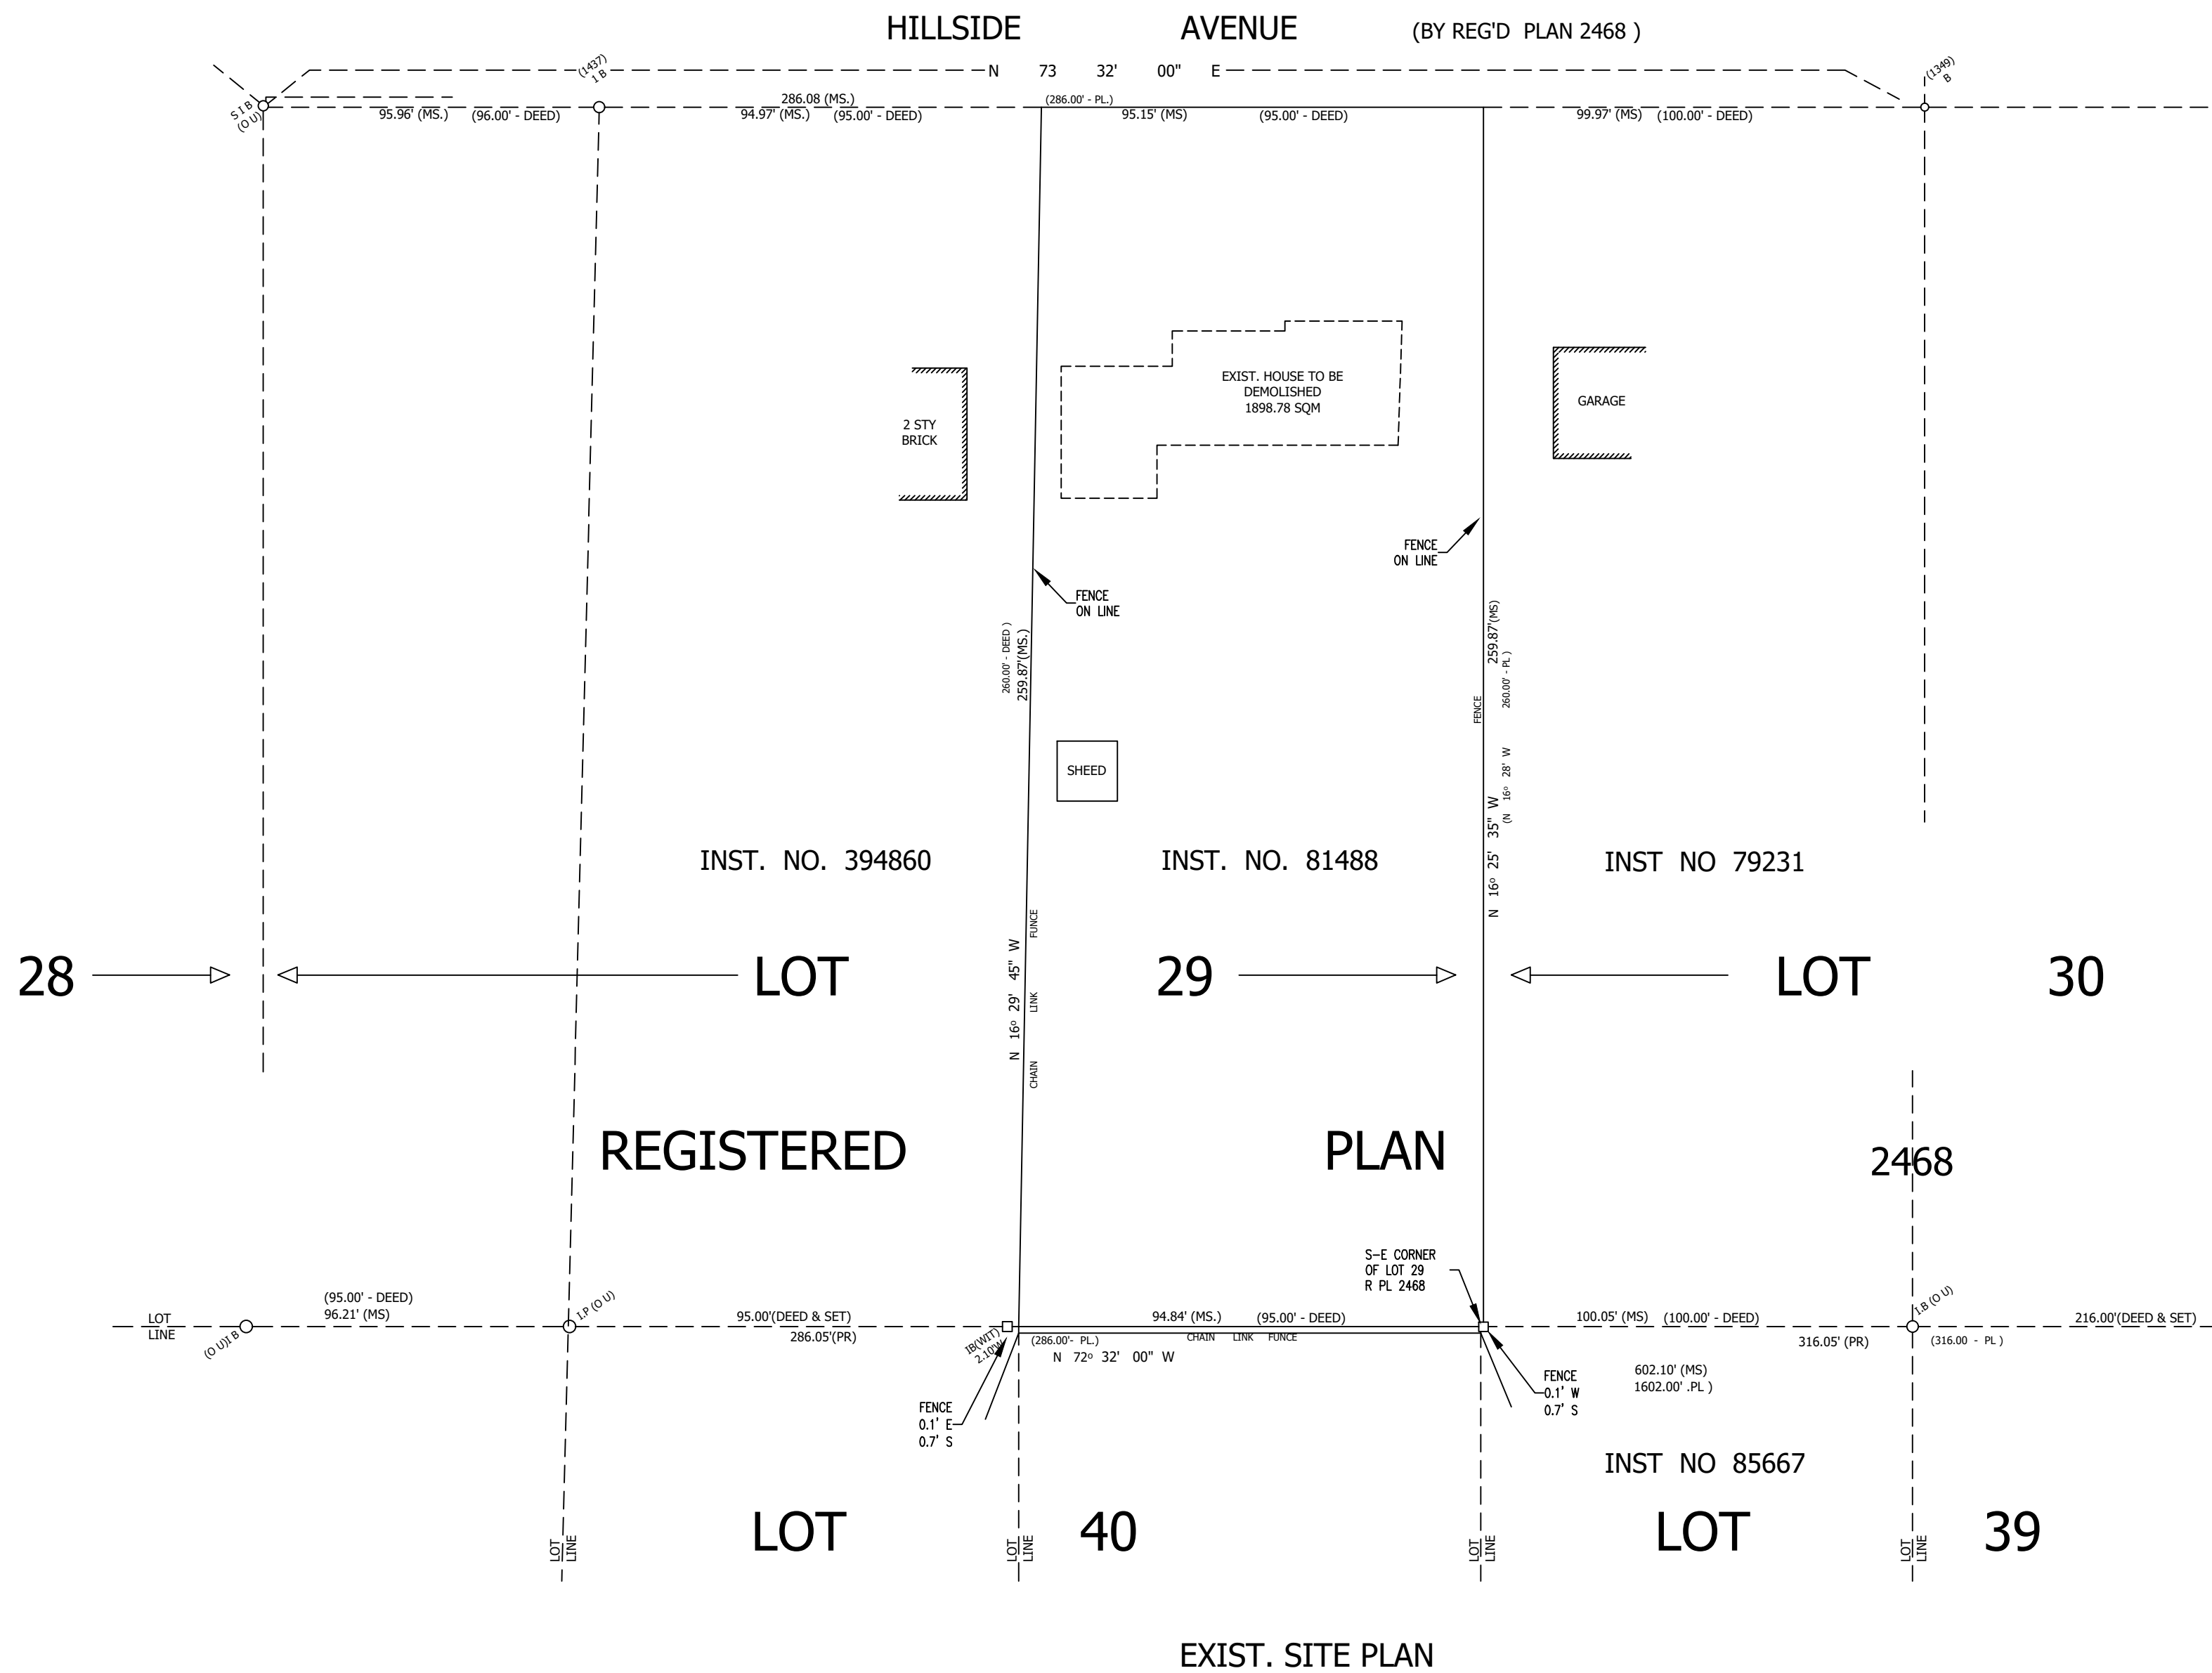 HILLSIDE AVENUE (BY REG'D PLAN 2468 )
N 73 32' 00" E
(1437)
1 B
(1349)
B
S I B
(O U)
286.08 (MS.) (286.00' - PL.)
95.96' (MS.) (96.00' - DEED) 94.97' (MS.) (95.00' - DEED) 95.15' (MS) (95.00' - DEED) 99.97' (MS) (100.00' - DEED)
EXIST. HOUSE TO BE
DEMOLISHED
1898.78 SQM
GARAGE
2 STY
BRICK
FENCE
ON LINE
FENCE
ON LINE
260.00' - DEED )
259.87'(MS.)
259.87'(MS)
260.00' - PL )
FENCE
SHEED
N 16º 25' 35" W
(N 16º 28' W
INST. NO. 394860 INST. NO. 81488 INST NO 79231
N 16º 29' 45" W
CHAIN LINK FUNCE
28 LOT 29 LOT 30
REGISTERED PLAN 2468
S-E CORNER
OF LOT 29
R PL 2468
(95.00' - DEED)
96.21' (MS)
LOT
LINE
(O U)I B
I.P (O U)
95.00'(DEED & SET)
286.05'(PR)
IB(WIT)
2.10'W
94.84' (MS.) (95.00' - DEED)
(286.00'- PL.) CHAIN LINK FUNCE
N 72º 32' 00" W
100.05' (MS) (100.00' - DEED)
I.B (O U)
216.00'(DEED & SET)
316.05' (PR) (316.00 - PL )
602.10' (MS)
1602.00' .PL )
FENCE
0.1' W
0.7' S
FENCE
0.1' E
0.7' S
INST NO 85667
LOT 40 LOT 39
LOT
LINE
LOT
LINE
LOT
LINE
LOT
LINE
EXIST. SITE PLAN